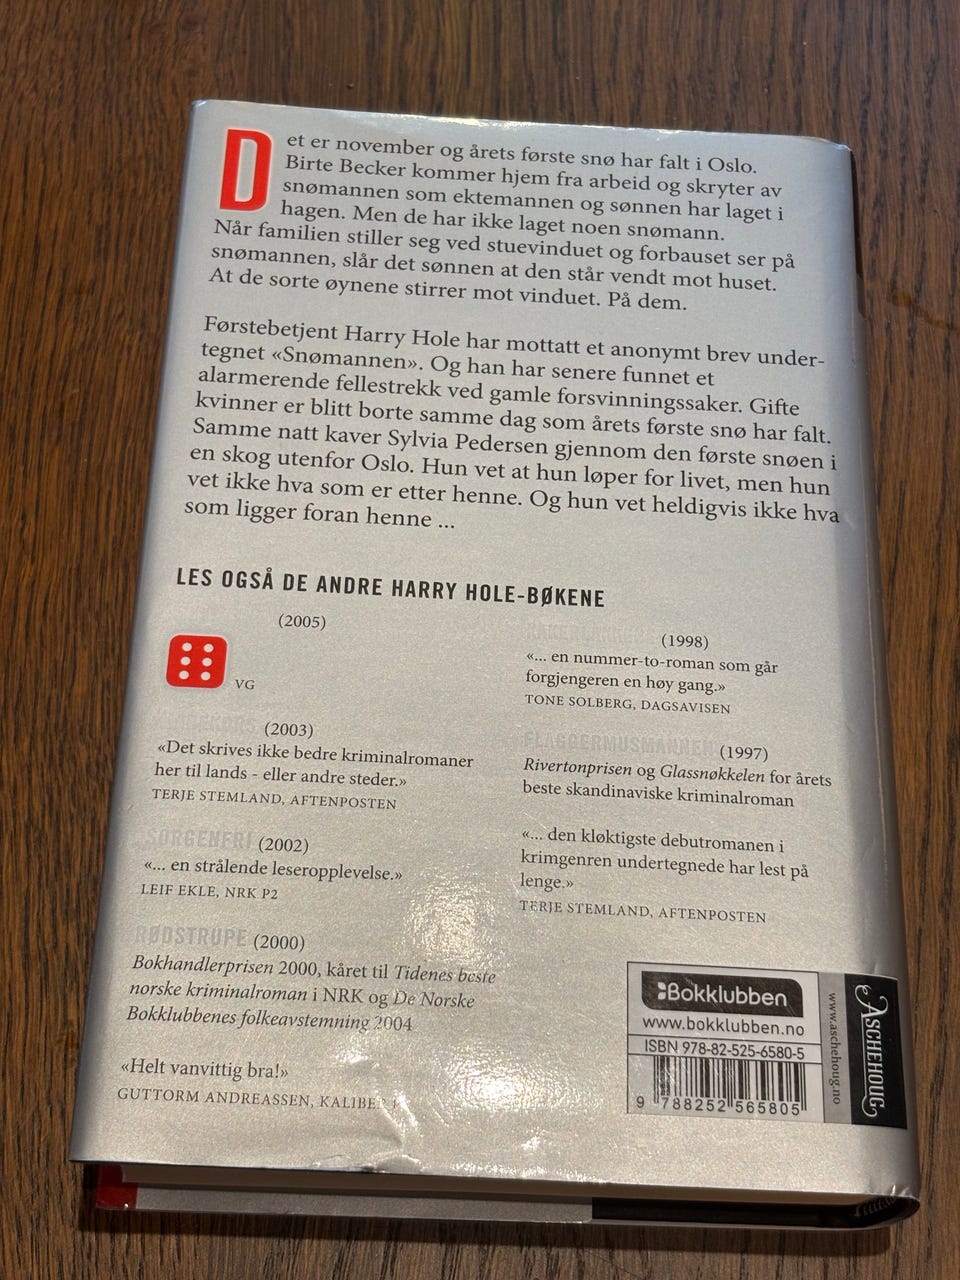 Det er november og årets første snø har falt i Oslo.
Birte Becker kommer hjem fra arbeid og skryter av
snømannen som ektemannen og sønnen har laget i
hagen. Men de har ikke laget noen snømann.
Når familien stiller seg ved stuevinduet og forbauset ser på
snømannen, slår det sønnen at den står vendt mot huset.
At de sorte øynene stirrer mot vinduet. På dem.
Førstebetjent Harry Hole har mottatt et anonymt brev under-
tegnet «Snømannen». Og han har senere funnet et
alarmerende fellestrekk ved gamle forsvinningssaker. Gifte
kvinner er blitt borte samme dag som årets første snø har falt.
Samme natt kaver Sylvia Pedersen gjennom den første snøen i
en skog utenfor Oslo. Hun vet at hun løper for livet, men hun
vet ikke hva som er etter henne. Og hun vet heldigvis ikke hva
som ligger foran henne ...
LES OGSÅ DE ANDRE HARRY HOLE-BØKENE
(2005)
VG
(2003)
«Det skrives ikke bedre kriminalromaner
her til lands - eller andre steder.»
TERJE STEMLAND, AFTENPOSTEN
SORGENFRI (2002)
«... en strålende leseropplevelse.»
LEIF EKLE, NRK P2
RØDSTRUPE (2000)
Bokhandlerprisen 2000, kåret til Tidenes beste
norske kriminalroman i NRK og De Norske
Bokklubbenes folkeavstemning 2004
«Helt vanvittig bra!»
GUTTORM ANDREASSEN, KALIBER
(1998)
«... en nummer-to-roman som går
forgjengeren en høy gang.»
TONE SOLBERG, DAGSAVISEN
FLAGGERMUSMANNEN (1997)
Rivertonprisen og Glassnøkkelen for årets
beste skandinaviske kriminalroman
«... den kløktigste debutromanen i
krimgenren undertegnede har lest på
lenge.»
TERJE STEMLAND, AFTENPOSTEN
Bokklubben
www.bokklubben.no
ISBN 978-82-525-6580-5
9 788252 565805
www.aschehoug.no
ASCHEHOUG